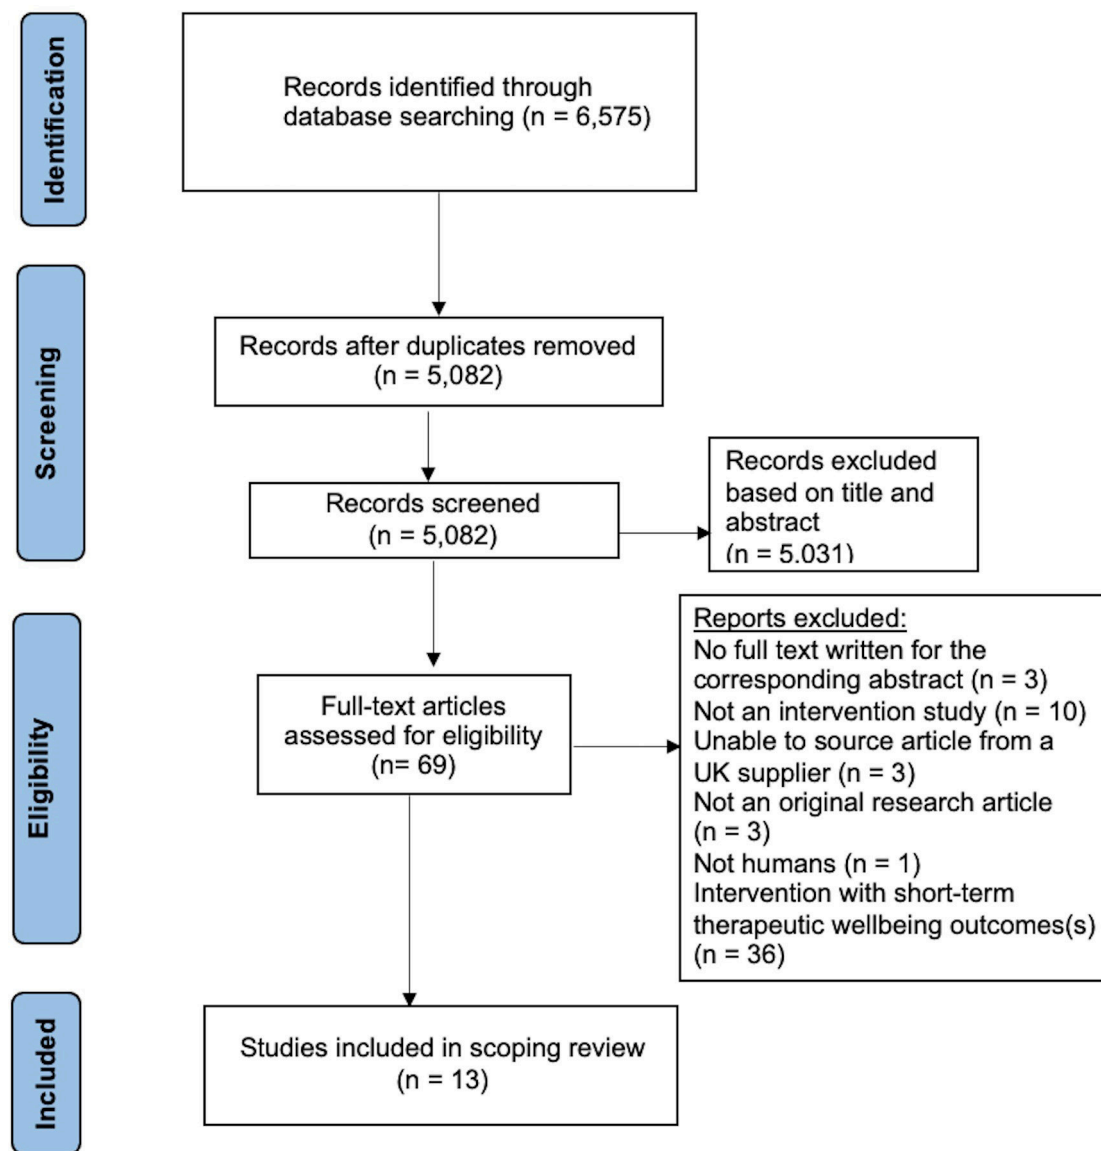 Identification
Records identified through
database searching (n = 6,575)
Screening
Records after duplicates removed
(n = 5,082)
Records screened
(n = 5,082)
Records excluded
based on title and
abstract
(n = 5,031)
Eligibility
Full-text articles
assessed for eligibility
(n= 69)
Reports excluded:
No full text written for the
corresponding abstract (n = 3)
Not an intervention study (n = 10)
Unable to source article from a
UK supplier (n = 3)
Not an original research article
(n = 3)
Not humans (n = 1)
Intervention with short-term
therapeutic wellbeing outcomes(s)
(n = 36)
Included
Studies included in scoping review
(n = 13)